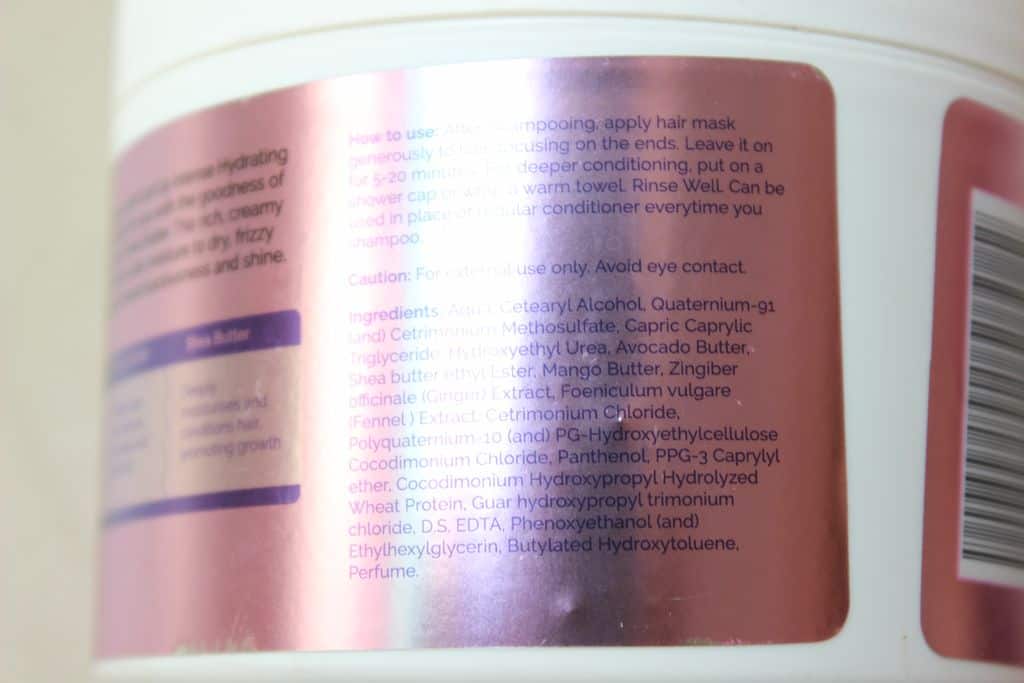 Intense Hydrating
with the goodness of
The rich, creamy
to dry, frizzy
and shine.
Shea Butter
and
hair,
promoting growth
How to use: After shampooing, apply hair mask
generously to hair, focusing on the ends. Leave it on
for 5-20 minutes. For deeper conditioning, put on a
shower cap or wrap a warm towel. Rinse Well. Can be
used in place of regular conditioner everytime you
shampoo.
Caution: For external use only. Avoid eye contact.
Ingredients: Aqua, Cetearyl Alcohol, Quaternium-91
(and) Cetrimonium Methosulfate, Capric Caprylic
Triglyceride, Hydroxyethyl Urea, Avocado Butter,
Shea butter ethyl Ester, Mango Butter, Zingiber
officinale (Ginger) Extract, Foeniculum vulgare
(Fennel ) Extract, Cetrimonium Chloride,
Polyquaternium-10 (and) PG-Hydroxyethylcellulose
Cocodimonium Chloride, Panthenol, PPG-3 Caprylyl
ether, Cocodimonium Hydroxypropyl Hydrolyzed
Wheat Protein, Guar hydroxypropyl trimonium
chloride, D.S. EDTA, Phenoxyethanol (and)
Ethylhexylglycerin, Butylated Hydroxytoluene,
Perfume.